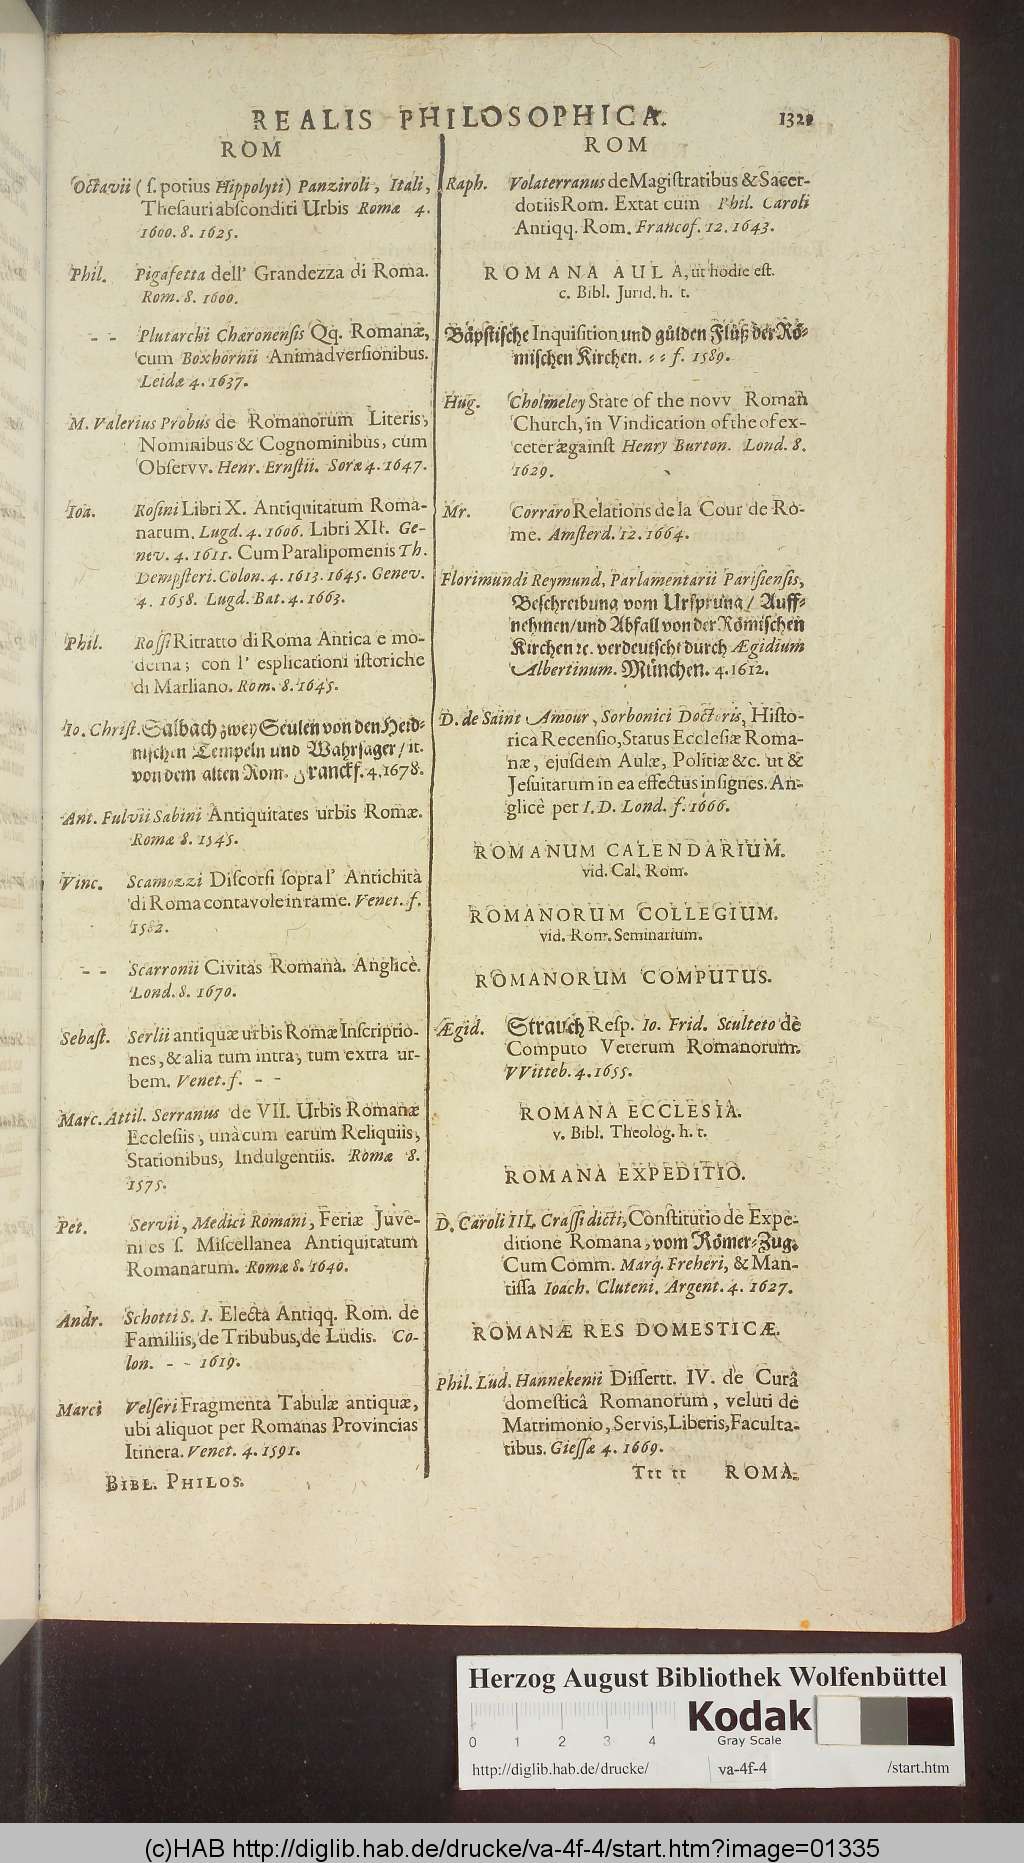 REALIS PHILOSOPHICA.
ROM
Octavii (ſ. potius Hippolyti) Panziroli, Itali,
Theſauri abſconditi Urbis Romæ 4.
1600. 8. 1625.
Phil. Pigafetta dell' Grandezza di Roma.
Rom. 8. 1600.
- - Plutarchi Chæronenſis Qq. Romanæ,
cum Boxhornii Animadverſionibus.
Leidæ 4. 1637.
M. Valerius Probus de Romanorum Literis,
Nominibus & Cognominibus, cum
Obſervv. Henr. Ernſtii. Soræ 4. 1647.
Ioa. Roſini Libri X. Antiquitatum Roma-
narum. Lugd. 4. 1606. Libri XII. Ge-
nev. 4. 1611. Cum Paralipomenis Th.
Dempſteri. Colon. 4. 1613. 1645. Genev.
4. 1658. Lugd. Bat. 4. 1663.
Phil. Roſſi Ritratto di Roma Antica e mo-
derna; con l' eſplicationi iſtoriche
di Marliano. Rom. 8. 1645.
Io. Chriſt. Salbach zwey Seulen von den Heid-
niſchen Tempeln und Wahrſager / it.
von dem alten Rom. Franckf. 4. 1678.
Ant. Fulvii Sabini Antiquitates urbis Romæ.
Romæ 8. 1545.
Vinc. Scamozzi Diſcorſi ſopra l' Antichità
di Roma con tavole in rame. Venet. f.
1582.
- - Scarronii Civitas Romana. Anglicè.
Lond. 8. 1670.
Sebaſt. Serlii antiquæ urbis Romæ Inſcriptio-
nes, & alia tum intra, tum extra ur-
bem. Venet. f. - -
Marc. Attil. Serranus de VII. Urbis Romanæ
Eccleſiis, unà cum earum Reliquiis,
Stationibus, Indulgentiis. Romæ 8.
1575.
Pet. Servii, Medici Romani, Feriæ Juve-
niles ſ. Miſcellanea Antiquitatum
Romanarum. Romæ 8. 1640.
Andr. Schotti S. I. Electa Antiqq. Rom. de
Familiis, de Tribubus, de Ludis. Co-
lon. - - 1619.
Marci Velſeri Fragmenta Tabulæ antiquæ,
ubi aliquot per Romanas Provincias
Itinera. Venet. 4. 1591.
BIBL. PHILOS.
ROM
Raph. Volaterranus de Magiſtratibus & Sacer-
dotiis Rom. Extat cum Phil. Caroli
Antiqq. Rom. Francof. 12. 1643.
ROMANA AULA, ut hodie eſt.
c. Bibl. Jurid. h. t.
Bäpſtiſche Inquiſition und gülden Flüß der Rö-
miſchen Kirchen. - - f. 1589.
Hug. Cholmeley State of the novv Roman
Church, in Vindication of the of ex-
ceter ægainſt Henry Burton. Lond. 8.
1629.
Mr. Corraro Relations de la Cour de Ro-
me. Amſterd. 12. 1664.
Florimundi Reymund, Parlamentarii Pariſienſis,
Beſchreibung vom Urſprung / Auff-
nehmen / und Abfall von der Römiſchen
Kirchen ꝛc. verdeutſcht durch Ægidium
Albertinum. München. 4. 1612.
D. de Saint Amour, Sorbonici Doctoris, Hiſto-
rica Recenſio, Status Eccleſiæ Roma-
næ, ejuſdem Aulæ, Politiæ &c. ut &
Jeſuitarum in ea effectus inſignes. An-
glicè per I. D. Lond. f. 1666.
ROMANUM CALENDARIUM.
vid. Cal. Rom.
ROMANORUM COLLEGIUM.
vid. Rom. Seminarium.
ROMANORUM COMPUTUS.
Ægid. Strauch Reſp. Io. Frid. Sculteto de
Computo Veterum Romanorum.
VVitteb. 4. 1655.
ROMANA ECCLESIA.
v. Bibl. Theolog. h. t.
ROMANA EXPEDITIO.
D. Caroli III. Craſſi dicti, Conſtitutio de Expe-
ditione Romana, vom Römer-Zug.
Cum Comm. Marq. Freheri, & Man-
tiſſa Ioach. Cluteni. Argent. 4. 1627.
ROMANÆ RES DOMESTICÆ.
Phil. Lud. Hannekenii Diſſertt. IV. de Curâ
domeſticâ Romanorum, veluti de
Matrimonio, Servis, Liberis, Faculta-
tibus. Gieſſæ 4. 1669.
Ttt tt ROMA-
Herzog August Bibliothek Wolfenbüttel
0 1 2 3 4
Kodak
Gray Scale
http://diglib.hab.de/drucke/ va-4f-4 /start.htm
(c)HAB http://diglib.hab.de/drucke/va-4f-4/start.htm?image=01335